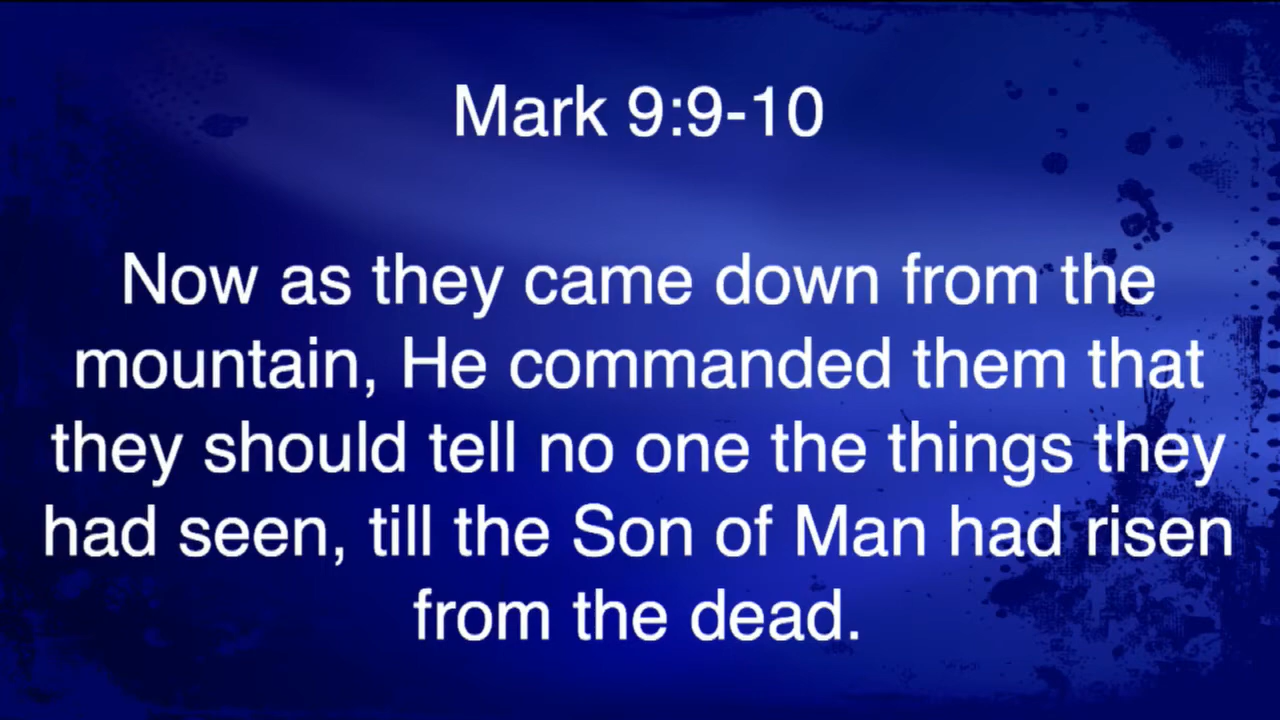 Mark 9:9-10
Now as they came down from the
mountain, He commanded them that
they should tell no one the things they
had seen, till the Son of Man had risen
from the dead.